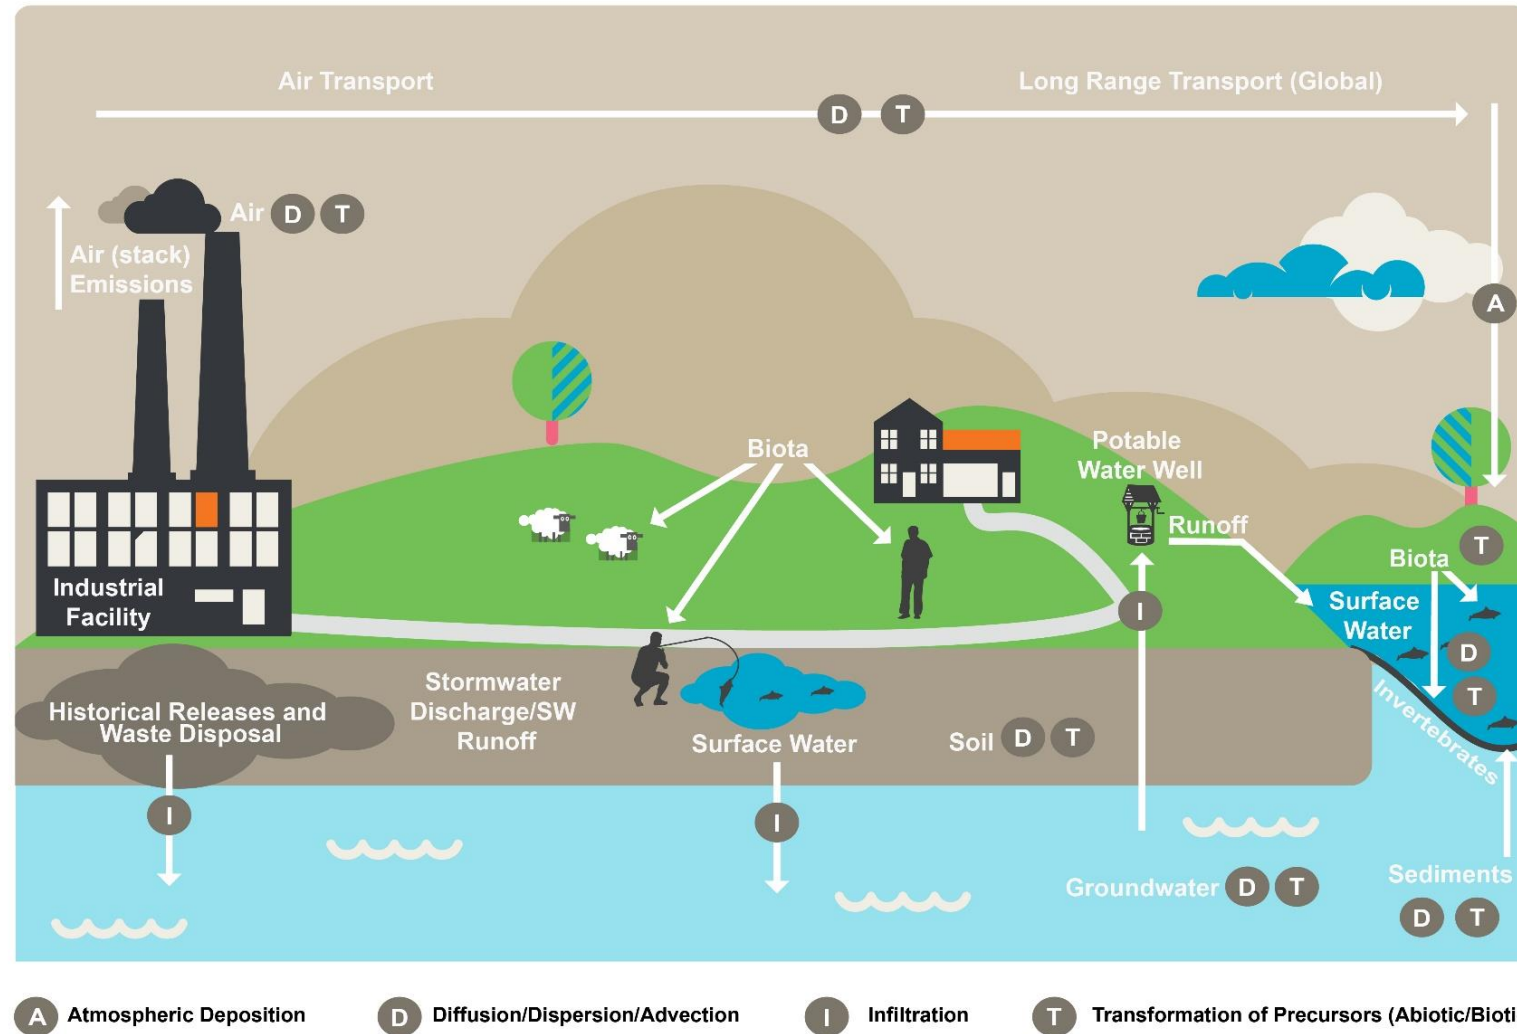 Air Transport
Long Range Transport (Global)
D
T
Air D T
Air (stack)
Emissions
A
Biota
Potable
Water Well
Runoff
Biota T
Industrial
Facility
I
Surface
Water
D
T
Invertebrates
Historical Releases and
Waste Disposal
Stormwater
Discharge/SW
Runoff
Surface Water
Soil D T
I
I
Groundwater D T
Sediments
D T
A Atmospheric Deposition
D Diffusion/Dispersion/Advection
I Infiltration
T Transformation of Precursors (Abiotic/Bioti